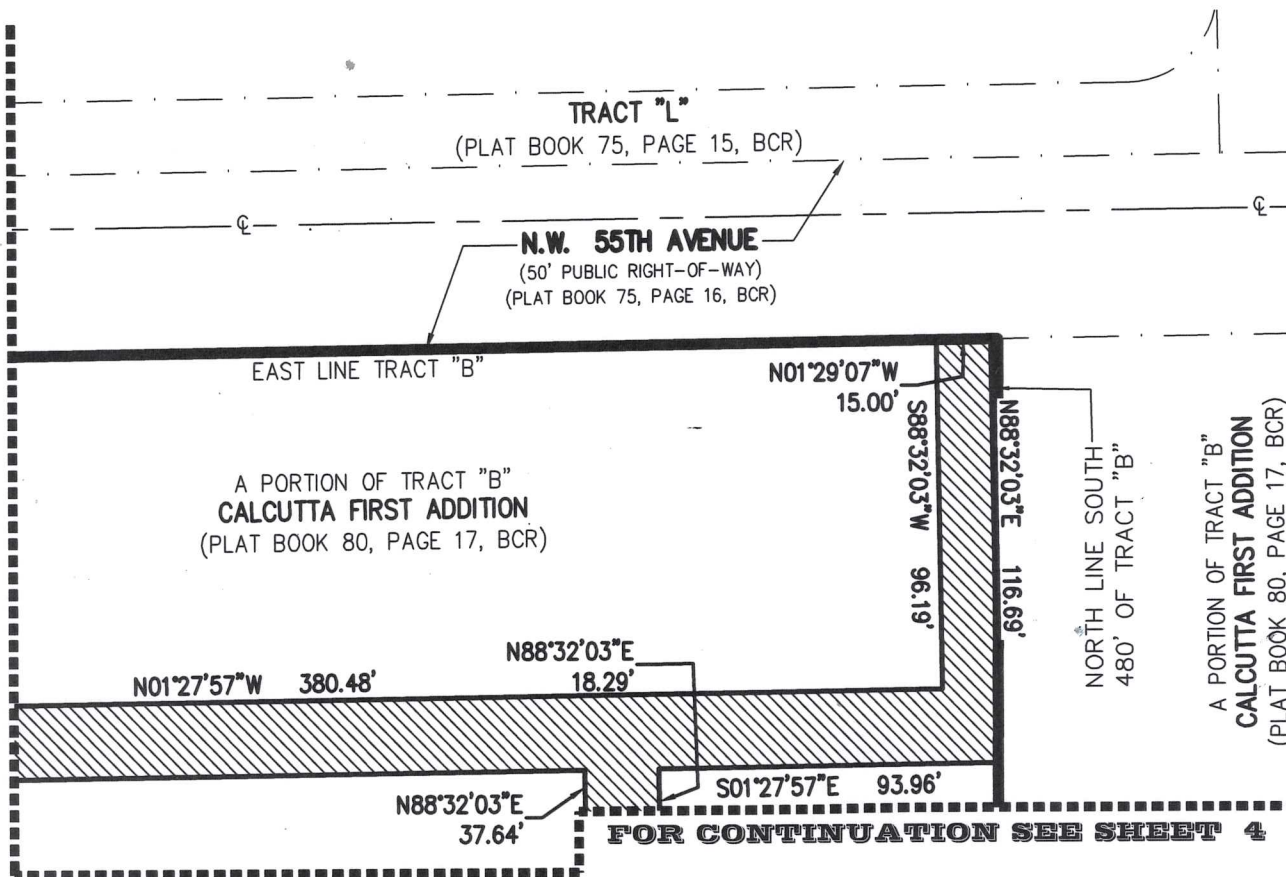 TRACT "L"
(PLAT BOOK 75, PAGE 15, BCR)
℄
℄
N.W. 55TH AVENUE
(50' PUBLIC RIGHT-OF-WAY)
(PLAT BOOK 75, PAGE 16, BCR)
EAST LINE TRACT "B"
N01°29'07"W
15.00'
S88°32'03"W 96.19'
N88°32'03"E 116.69'
NORTH LINE SOUTH
480' OF TRACT "B"
A PORTION OF TRACT "B"
CALCUTTA FIRST ADDITION
(PLAT BOOK 80, PAGE 17, BCR)
A PORTION OF TRACT "B"
CALCUTTA FIRST ADDITION
(PLAT BOOK 80, PAGE 17, BCR)
N88°32'03"E
18.29'
N01°27'57"W 380.48'
S01°27'57"E 93.96'
N88°32'03"E
37.64'
FOR CONTINUATION SEE SHEET 4